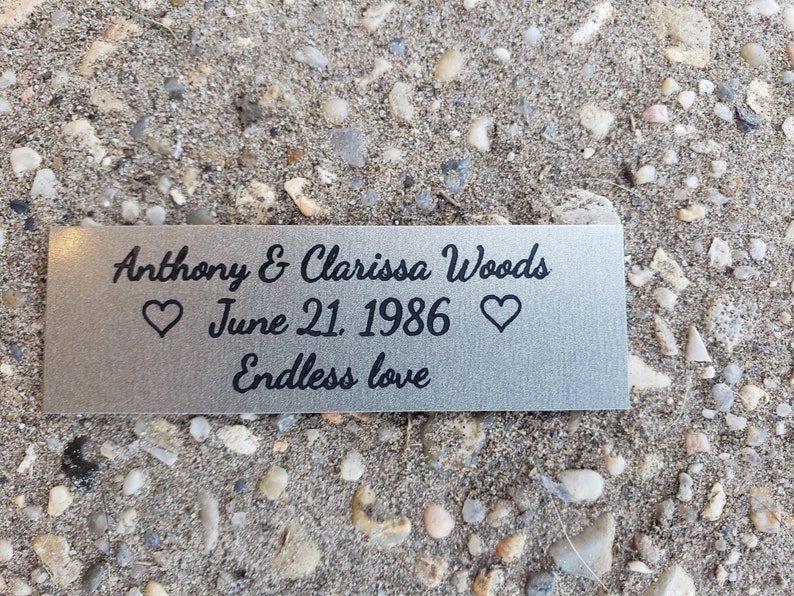 Anthony & Clarissa Woods
♡ June 21, 1986 ♡
Endless love